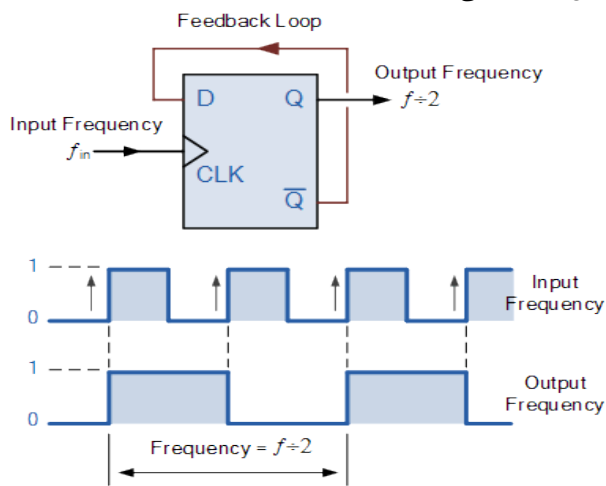 Feedback Loop
D Q
Output Frequency
f÷2
Input Frequency
fin
CLK
Q̅
1
0
Input
Frequency
1
0
Output
Frequency
Frequency = f÷2